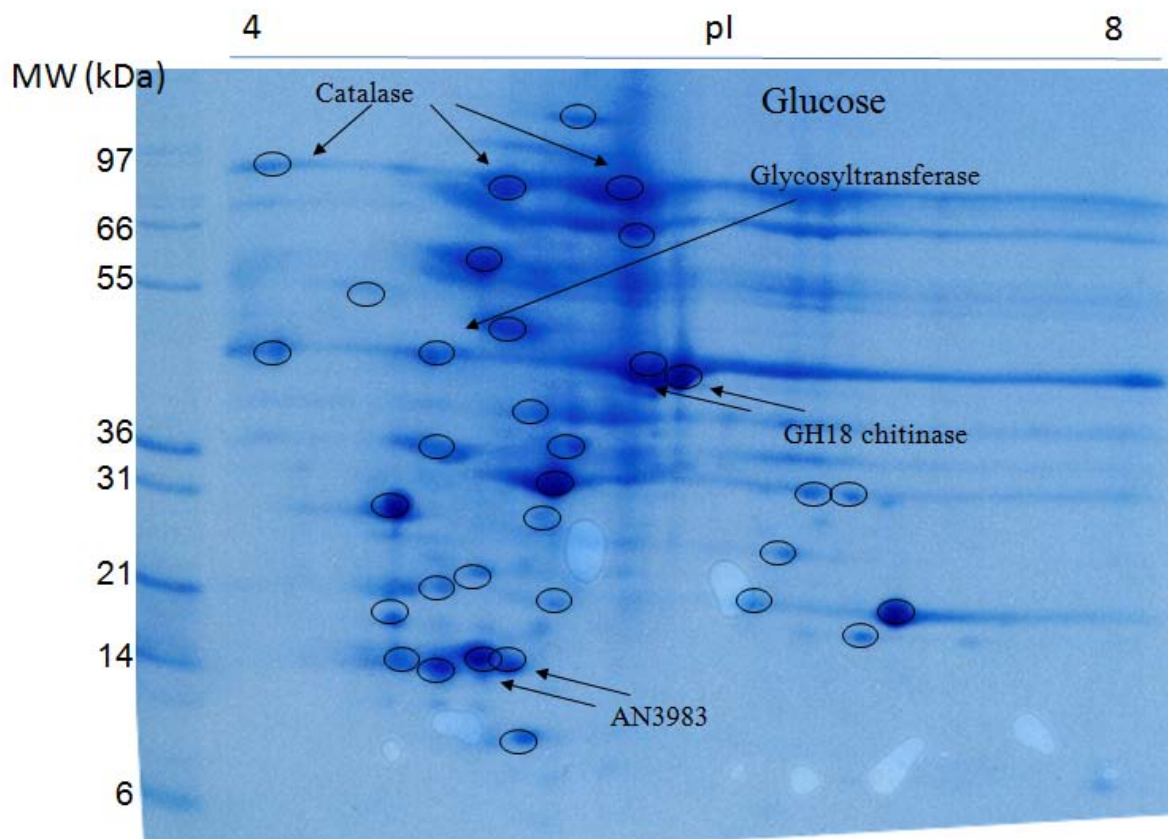 4 pI 8
MW (kDa)
Catalase
Glucose
97
Glycosyltransferase
66
55
36
GH18 chitinase
31
21
14
AN3983
6